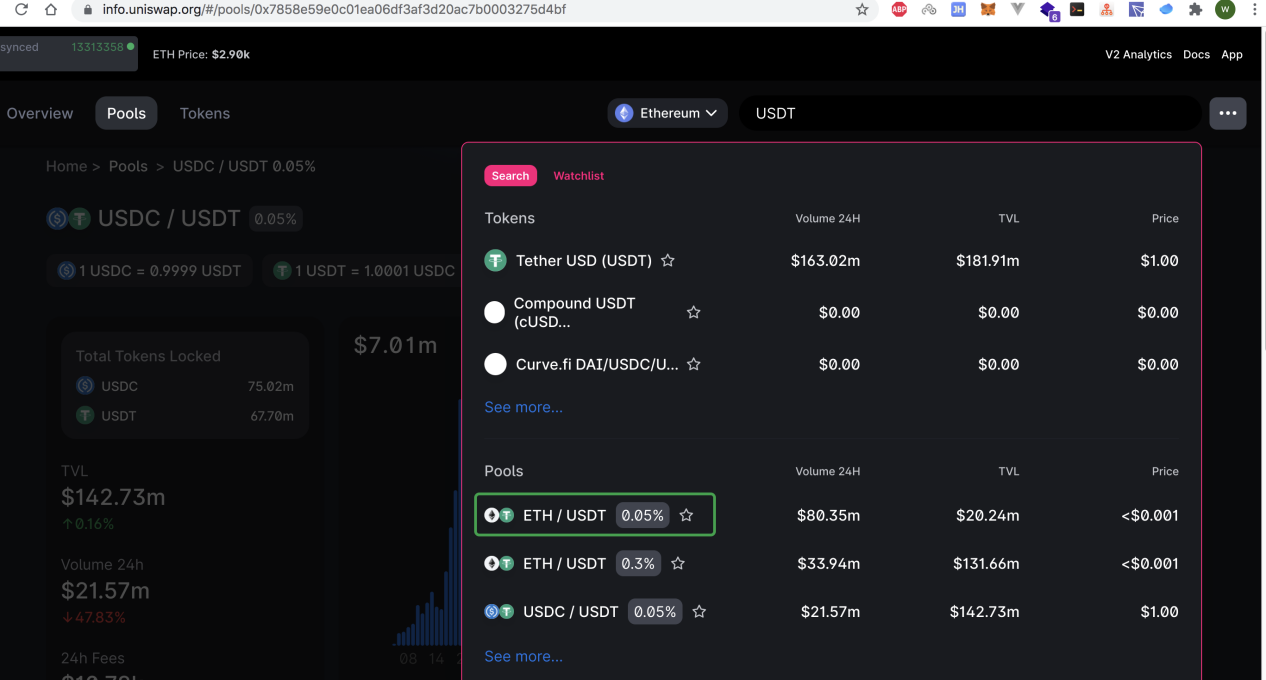 info.uniswap.org/#/pools/0x7858e59e0c01ea06df3af3d20ac7b0003275d4bf
ABP
JH
6
W
synced 13313358
ETH Price: $2.90k
V2 Analytics Docs App
Overview Pools Tokens
Ethereum
USDT
Home > Pools > USDC / USDT 0.05%
USDC / USDT 0.05%
1 USDC = 0.9999 USDT
1 USDT = 1.0001 USDC
Total Tokens Locked
USDC 75.02m
USDT 67.70m
TVL
$142.73m
↑0.16%
Volume 24h
$21.57m
↓47.83%
24h Fees
$7.01m
08 14
Search Watchlist
Tokens Volume 24H TVL Price
Tether USD (USDT) $163.02m $181.91m $1.00
Compound USDT
(cUSD... $0.00 $0.00 $0.00
Curve.fi DAI/USDC/U... $0.00 $0.00 $0.00
See more...
Pools Volume 24H TVL Price
ETH / USDT 0.05% $80.35m $20.24m <$0.001
ETH / USDT 0.3% $33.94m $131.66m <$0.001
USDC / USDT 0.05% $21.57m $142.73m $1.00
See more...